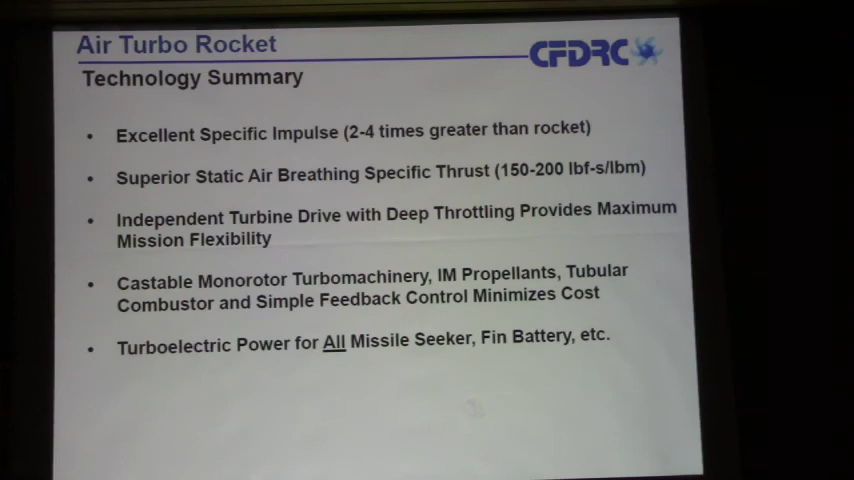 Air Turbo Rocket
CFDRC
Technology Summary
• Excellent Specific Impulse (2-4 times greater than rocket)
• Superior Static Air Breathing Specific Thrust (150-200 lbf-s/lbm)
• Independent Turbine Drive with Deep Throttling Provides Maximum
Mission Flexibility
• Castable Monorotor Turbomachinery, IM Propellants, Tubular
Combustor and Simple Feedback Control Minimizes Cost
• Turboelectric Power for All Missile Seeker, Fin Battery, etc.